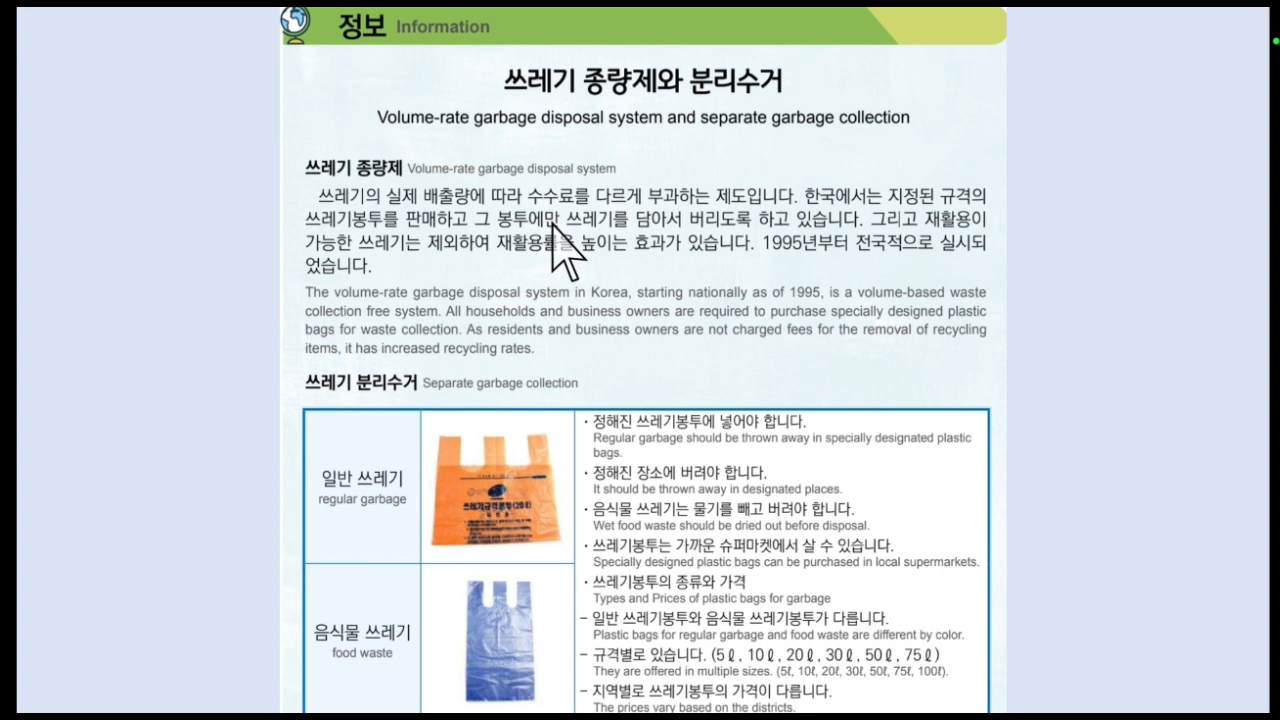 정보 Information
쓰레기 종량제와 분리수거
Volume-rate garbage disposal system and separate garbage collection
쓰레기 종량제 Volume-rate garbage disposal system
쓰레기의 실제 배출량에 따라 수수료를 다르게 부과하는 제도입니다. 한국에서는 지정된 규격의
쓰레기봉투를 판매하고 그 봉투에만 쓰레기를 담아서 버리도록 하고 있습니다. 그리고 재활용이
가능한 쓰레기는 제외하여 재활용률을 높이는 효과가 있습니다. 1995년부터 전국적으로 실시되
었습니다.
The volume-rate garbage disposal system in Korea, starting nationally as of 1995, is a volume-based waste
collection free system. All households and business owners are required to purchase specially designed plastic
bags for waste collection. As residents and business owners are not charged fees for the removal of recycling
items, it has increased recycling rates.
쓰레기 분리수거 Separate garbage collection
일반 쓰레기
regular garbage
· 정해진 쓰레기봉투에 넣어야 합니다.
Regular garbage should be thrown away in specially designated plastic
bags.
· 정해진 장소에 버려야 합니다.
It should be thrown away in designated places.
· 음식물 쓰레기는 물기를 빼고 버려야 합니다.
Wet food waste should be dried out before disposal.
· 쓰레기봉투는 가까운 슈퍼마켓에서 살 수 있습니다.
Specially designed plastic bags can be purchased in local supermarkets.
· 쓰레기봉투의 종류와 가격
Types and Prices of plastic bags for garbage
- 일반 쓰레기봉투와 음식물 쓰레기봉투가 다릅니다.
Plastic bags for regular garbage and food waste are different by color.
- 규격별로 있습니다. (5ℓ, 10ℓ, 20ℓ, 30ℓ, 50ℓ, 75ℓ)
They are offered in multiple sizes. (5ℓ, 10ℓ, 20ℓ, 30ℓ, 50ℓ, 75ℓ, 100ℓ).
- 지역별로 쓰레기봉투의 가격이 다릅니다.
The prices vary based on the districts.
음식물 쓰레기
food waste